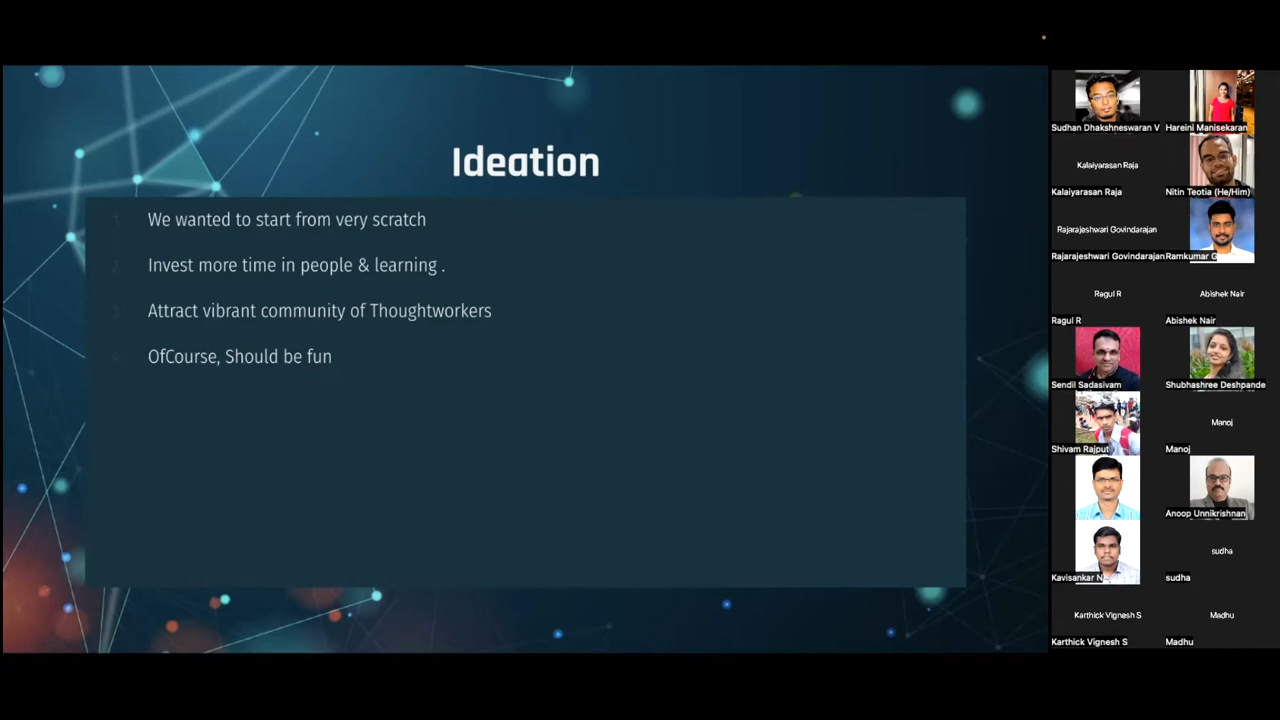 Ideation
We wanted to start from very scratch
Invest more time in people & learning .
Attract vibrant community of Thoughtworkers
OfCourse, Should be fun
Sudhan Dhakshneswaran V
Hareini Manisekaran
Kalaiyarasan Raja
Kalaiyarasan Raja
Nitin Teotia (He/Him)
Rajarajeshwari Govindarajan
Rajarajeshwari Govindarajan
Ramkumar G
Ragul R
Abishek Nair
Ragul R
Abishek Nair
Sendil Sadasivam
Shubhashree Deshpande
Manoj
Shivam Rajput
Manoj
Anoop Unnikrishnan
sudha
Kavisankar N
sudha
Karthick Vignesh S
Madhu
Karthick Vignesh S
Madhu